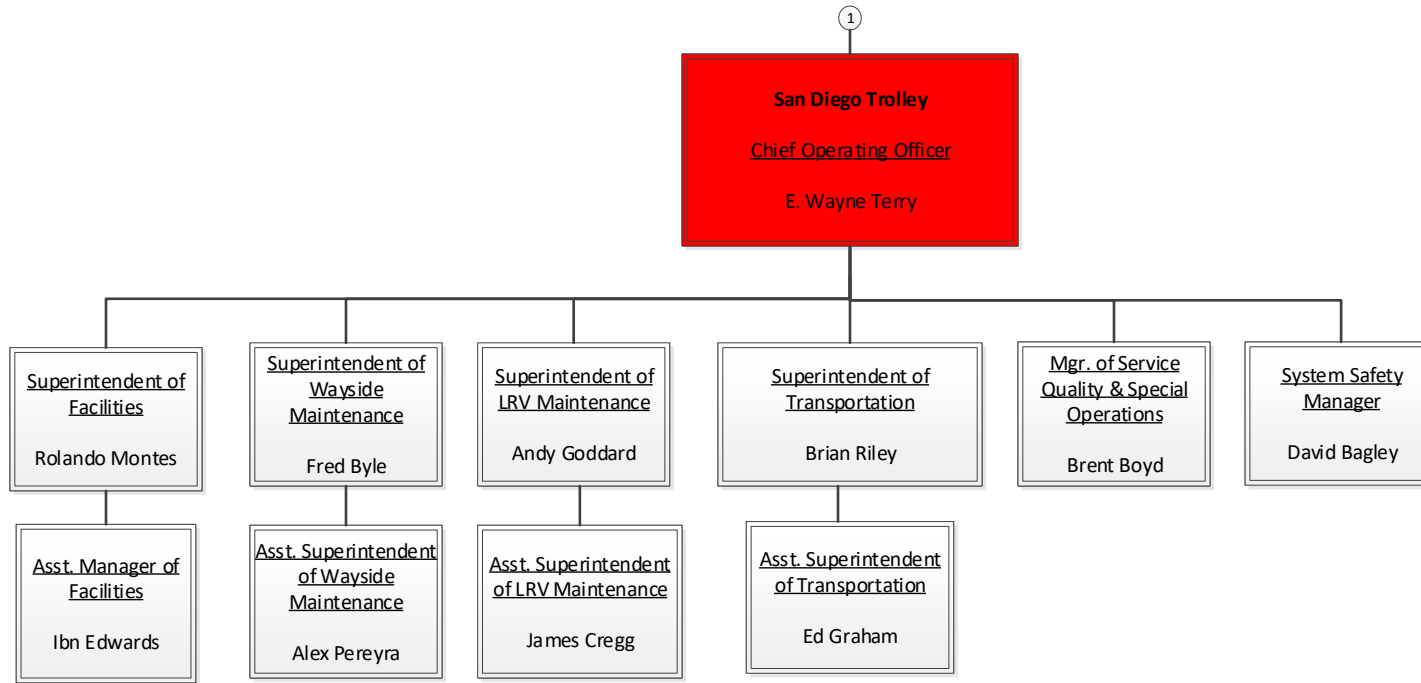 1
San Diego Trolley
Chief Operating Officer
E. Wayne Terry
Superintendent of
Facilities
Rolando Montes
Superintendent of
Wayside
Maintenance
Fred Byle
Superintendent of
LRV Maintenance
Andy Goddard
Superintendent of
Transportation
Brian Riley
Mgr. of Service
Quality & Special
Operations
Brent Boyd
System Safety
Manager
David Bagley
Asst. Manager of
Facilities
Ibn Edwards
Asst. Superintendent
of Wayside
Maintenance
Alex Pereyra
Asst. Superintendent
of LRV Maintenance
James Cregg
Asst. Superintendent
of Transportation
Ed Graham